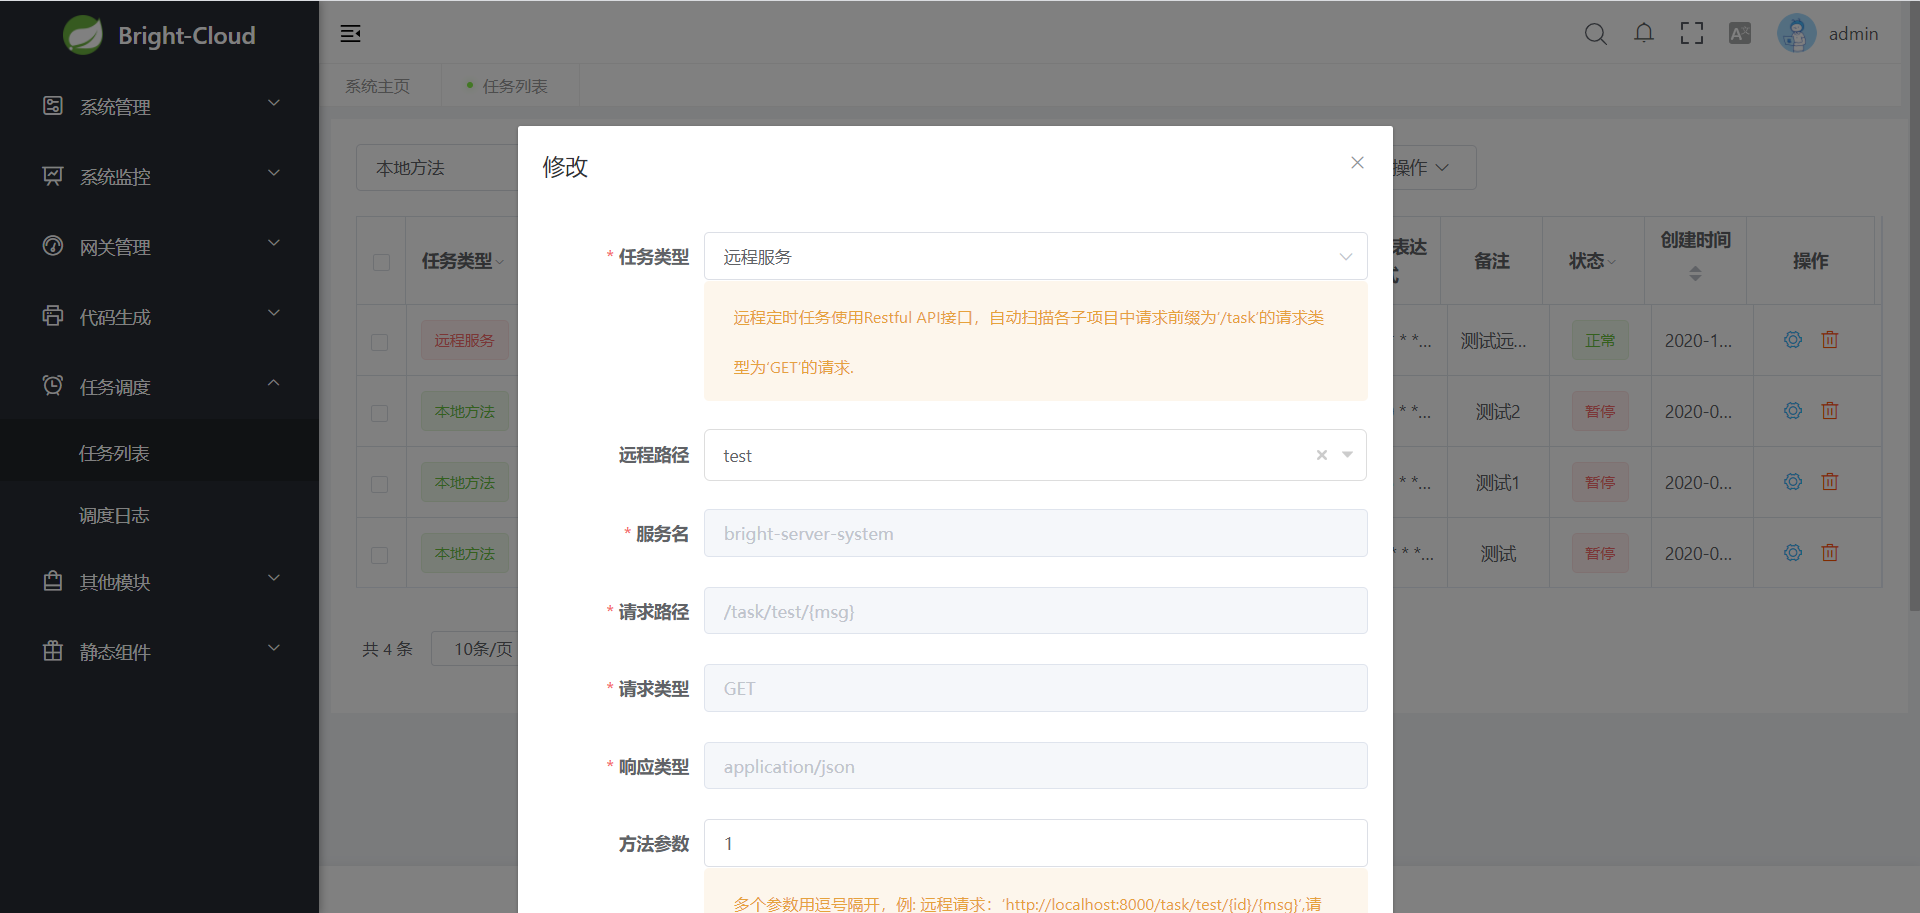 Bright-Cloud
系统管理
系统监控
网关管理
代码生成
任务调度
任务列表
调度日志
其他模块
静态组件
admin
系统主页
任务列表
本地方法
操作
任务类型
表达
备注
状态
创建时间
操作
远程服务
* *...
测试远...
正常
2020-1...
本地方法
* *...
测试2
暂停
2020-0...
本地方法
* *...
测试1
暂停
2020-0...
本地方法
* * *...
测试
暂停
2020-0...
共 4 条
10条/页
修改
* 任务类型
远程服务
远程定时任务使用Restful API接口，自动扫描各子项目中请求前缀为'/task'的请求类
型为'GET'的请求.
远程路径
test
* 服务名
bright-server-system
* 请求路径
/task/test/{msg}
* 请求类型
GET
* 响应类型
application/json
方法参数
1
多个参数用逗号隔开，例: 远程请求：'http://localhost:8000/task/test/{id}/{msg}',请